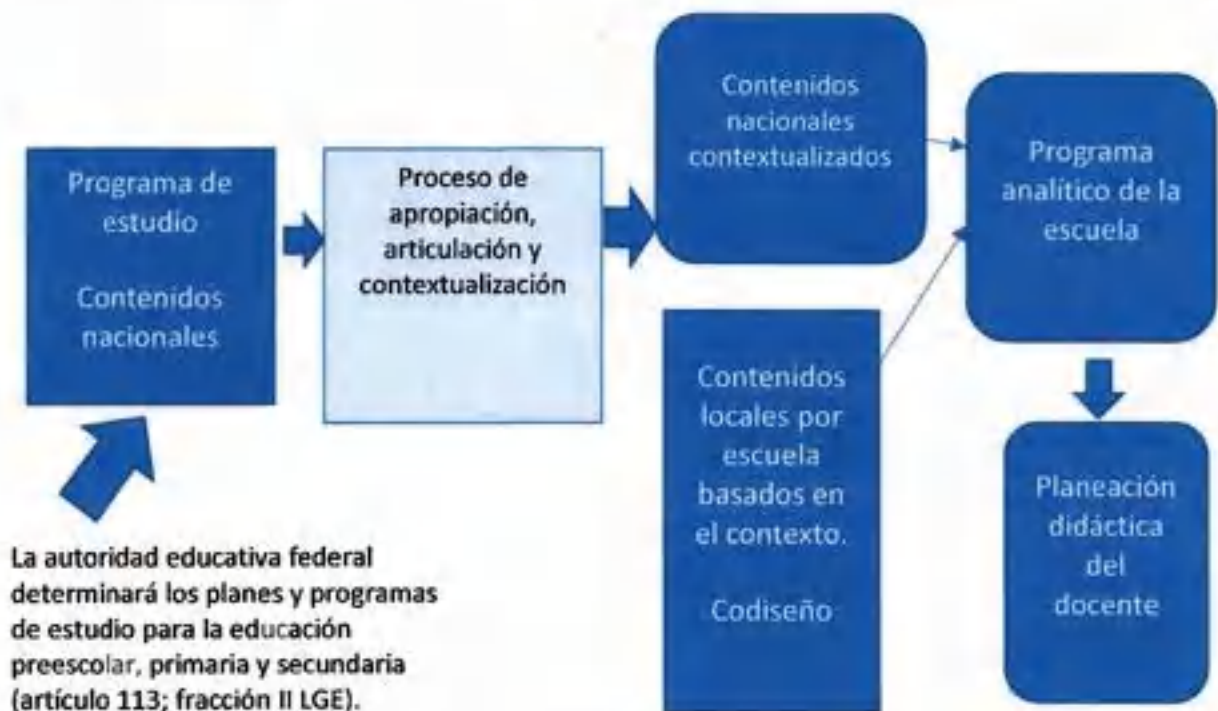 Programa de
estudio
Contenidos
nacionales
Proceso de
apropiación,
articulación y
contextualización
Contenidos
nacionales
contextualizados
Contenidos
locales por
escuela
basados en
el contexto.
Codiseño
Programa
analítico de la
escuela
Planeación
didáctica
del
docente
La autoridad educativa federal
determinará los planes y programas
de estudio para la educación
preescolar, primaria y secundaria
(artículo 113; fracción II LGE).